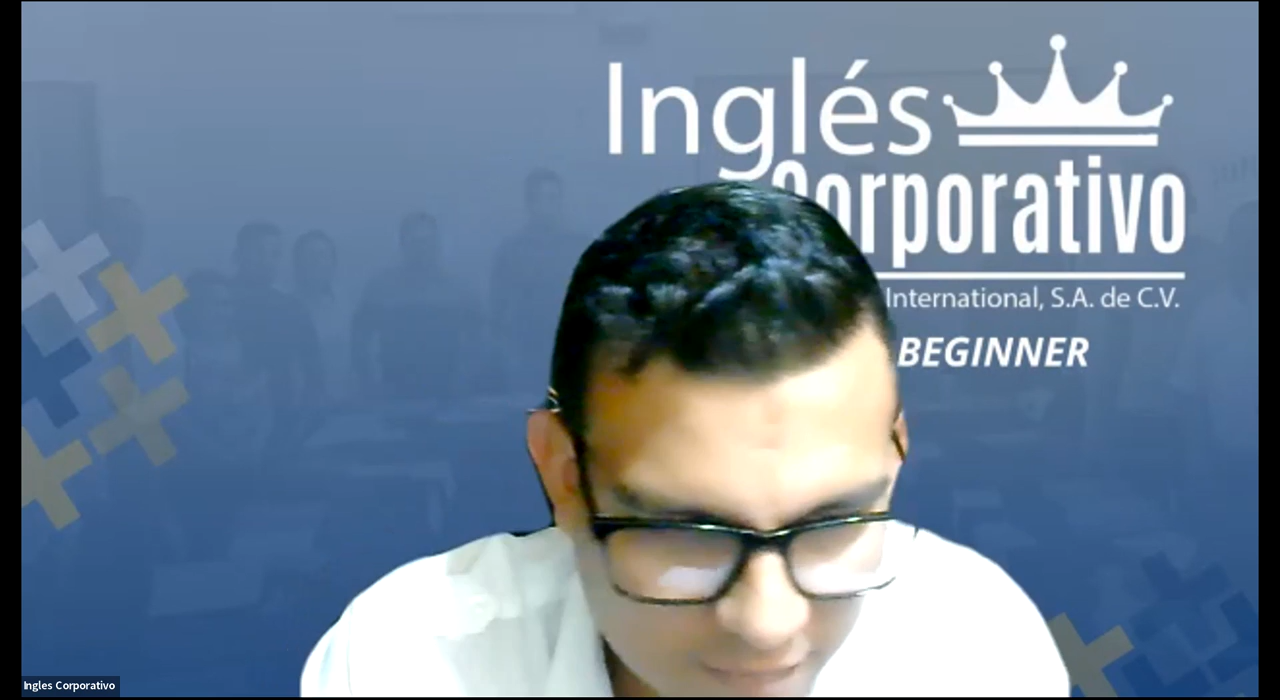 Inglés
Corporativo
International, S.A. de C.V.
BEGINNER
Ingles Corporativo